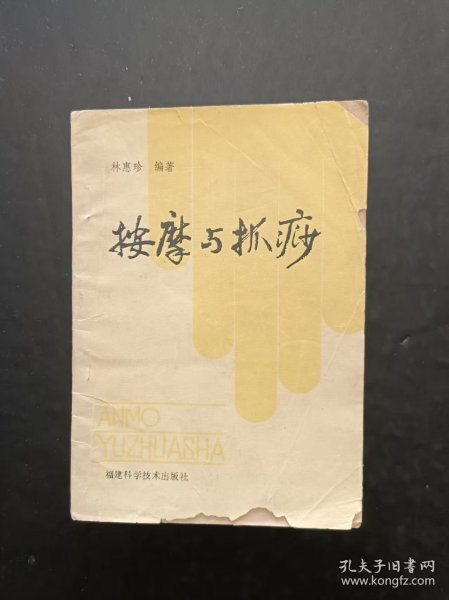 林惠珍 编著
按摩与抓痧
ANMO
YUZHUASHA
福建科学技术出版社
孔夫子旧书网
www.kongfz.com